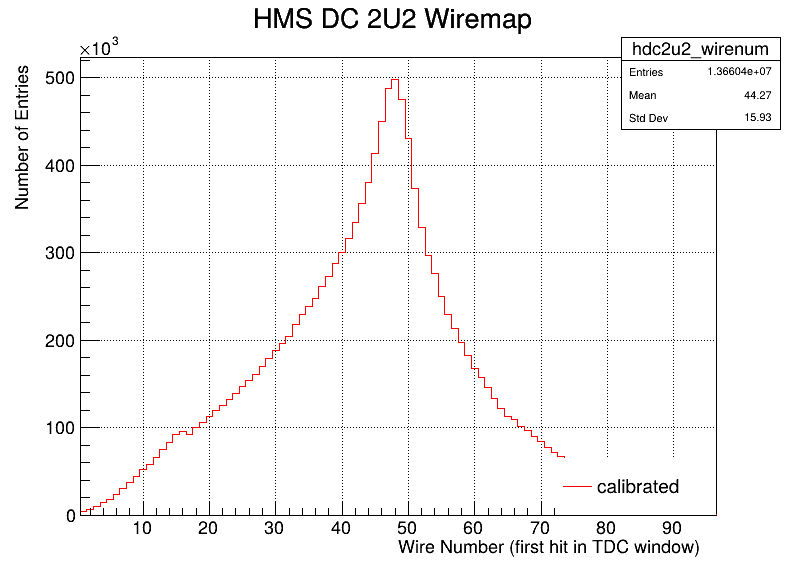 HMS DC 2U2 Wiremap
×10³
hdc2u2_wirenum
Entries 1.36604e+07
Mean 44.27
Std Dev 15.93
Number of Entries
500
400
300
200
100
0
calibrated
10 20 30 40 50 60 70 80 90
Wire Number (first hit in TDC window)